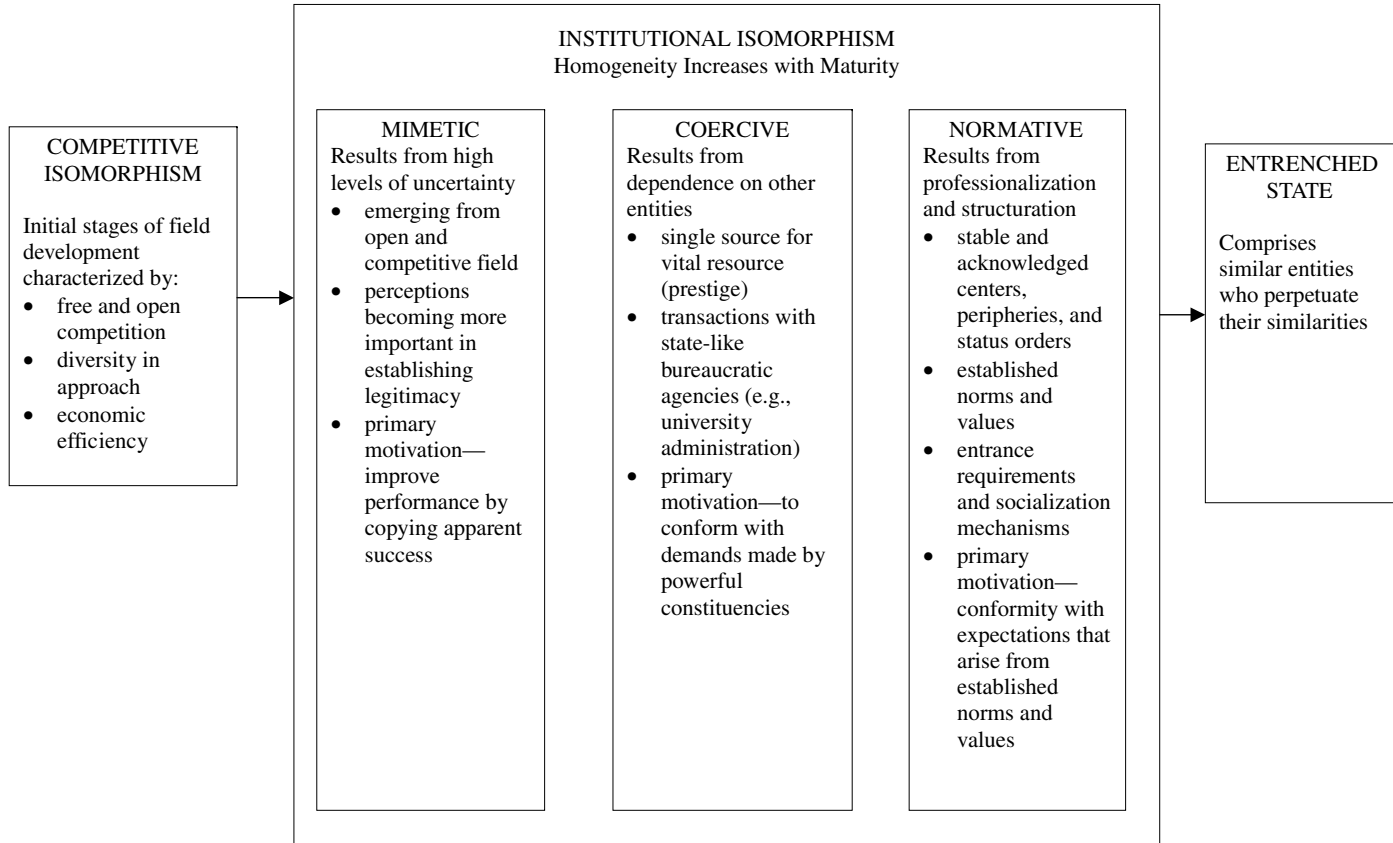 INSTITUTIONAL ISOMORPHISM
Homogeneity Increases with Maturity
COMPETITIVE
ISOMORPHISM
Initial stages of field
development
characterized by:
• free and open
competition
• diversity in
approach
• economic
efficiency
MIMETIC
Results from high
levels of uncertainty
• emerging from
open and
competitive field
• perceptions
becoming more
important in
establishing
legitimacy
• primary
motivation—
improve
performance by
copying apparent
success
COERCIVE
Results from
dependence on other
entities
• single source for
vital resource
(prestige)
• transactions with
state-like
bureaucratic
agencies (e.g.,
university
administration)
• primary
motivation—to
conform with
demands made by
powerful
constituencies
NORMATIVE
Results from
professionalization
and structuration
• stable and
acknowledged
centers,
peripheries, and
status orders
• established
norms and
values
• entrance
requirements
and socialization
mechanisms
• primary
motivation—
conformity with
expectations that
arise from
established
norms and
values
ENTRENCHED
STATE
Comprises
similar entities
who perpetuate
their similarities